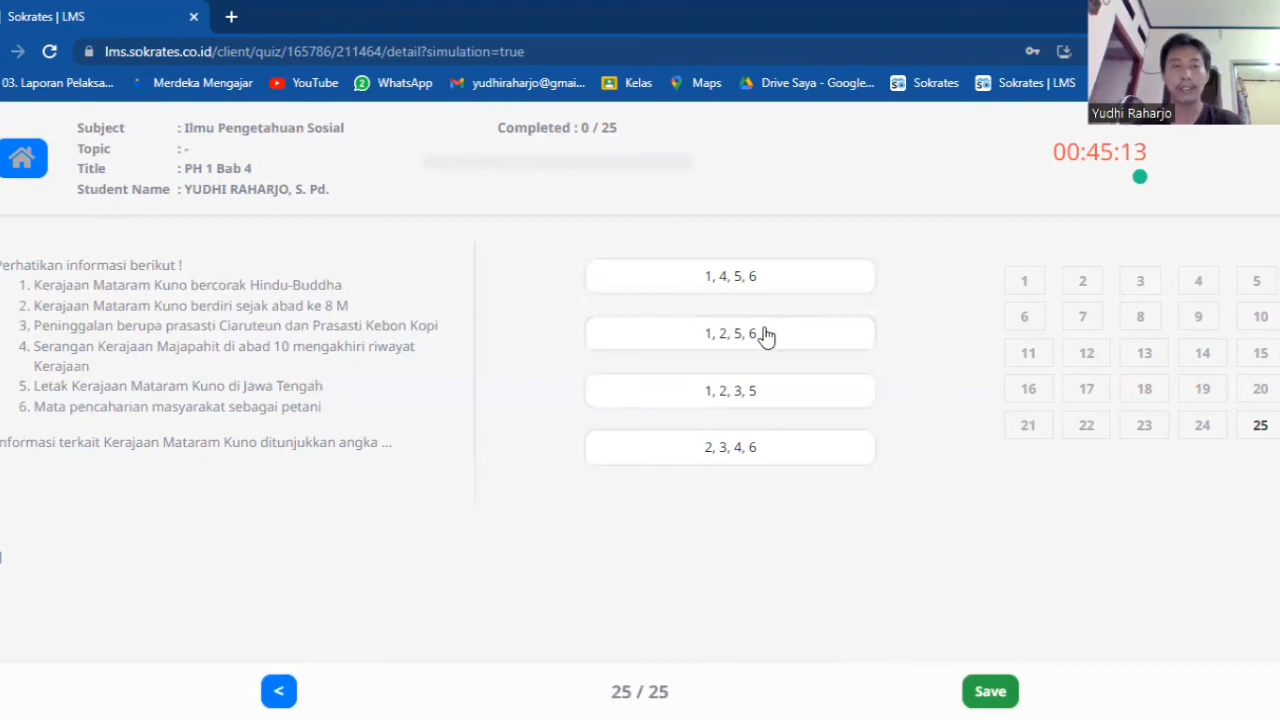 Sokrates | LMS
lms.sokrates.co.id/client/quiz/165786/211464/detail?simulation=true
03. Laporan Pelaksa... Merdeka Mengajar YouTube 2 WhatsApp yudhiraharjo@gmai... Kelas Maps Drive Saya - Google... Sokrates Sokrates | LMS
Yudhi Raharjo
Subject : Ilmu Pengetahuan Sosial
Topic : -
Title : PH 1 Bab 4
Student Name : YUDHI RAHARJO, S. Pd.
Completed : 0 / 25
00:45:13
Perhatikan informasi berikut !
1. Kerajaan Mataram Kuno bercorak Hindu-Buddha
2. Kerajaan Mataram Kuno berdiri sejak abad ke 8 M
3. Peninggalan berupa prasasti Ciaruteun dan Prasasti Kebon Kopi
4. Serangan Kerajaan Majapahit di abad 10 mengakhiri riwayat
Kerajaan
5. Letak Kerajaan Mataram Kuno di Jawa Tengah
6. Mata pencaharian masyarakat sebagai petani
nformasi terkait Kerajaan Mataram Kuno ditunjukkan angka ...
1, 4, 5, 6
1, 2, 5, 6
1, 2, 3, 5
2, 3, 4, 6
1 2 3 4 5
6 7 8 9 10
11 12 13 14 15
16 17 18 19 20
21 22 23 24 25
< 25 / 25 Save